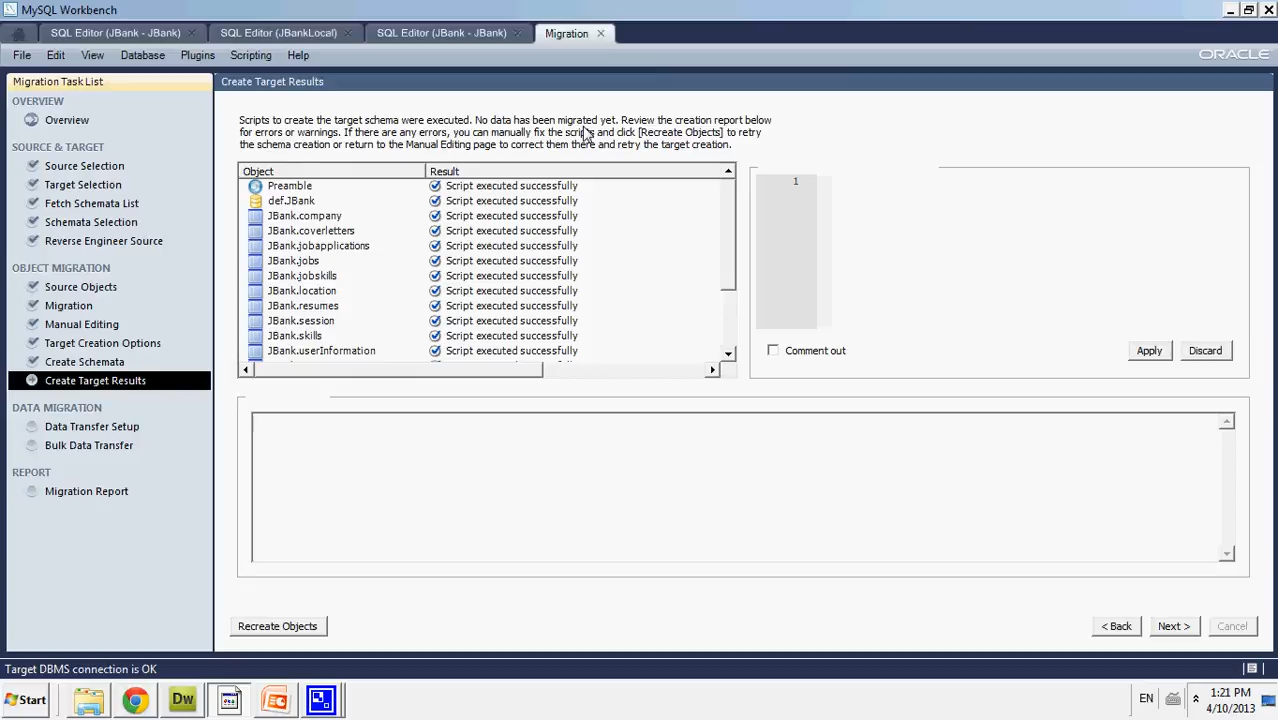 MySQL Workbench
SQL Editor (JBank - JBank)
SQL Editor (JBankLocal)
SQL Editor (JBank - JBank)
Migration
File Edit View Database Plugins Scripting Help
ORACLE
Migration Task List
OVERVIEW
Overview
SOURCE & TARGET
Source Selection
Target Selection
Fetch Schemata List
Schemata Selection
Reverse Engineer Source
OBJECT MIGRATION
Source Objects
Migration
Manual Editing
Target Creation Options
Create Schemata
Create Target Results
DATA MIGRATION
Data Transfer Setup
Bulk Data Transfer
REPORT
Migration Report
Create Target Results
Scripts to create the target schema were executed. No data has been migrated yet. Review the creation report below
for errors or warnings. If there are any errors, you can manually fix the scripts and click [Recreate Objects] to retry
the schema creation or return to the Manual Editing page to correct them there and retry the target creation.
Object Result
Preamble Script executed successfully
def.JBank Script executed successfully
JBank.company Script executed successfully
JBank.coverletters Script executed successfully
JBank.jobapplications Script executed successfully
JBank.jobs Script executed successfully
JBank.jobskills Script executed successfully
JBank.location Script executed successfully
JBank.resumes Script executed successfully
JBank.session Script executed successfully
JBank.skills Script executed successfully
JBank.userInformation Script executed successfully
1
Comment out
Apply
Discard
Recreate Objects
< Back
Next >
Cancel
Target DBMS connection is OK
Start
Dw
EN
1:21 PM
4/10/2013